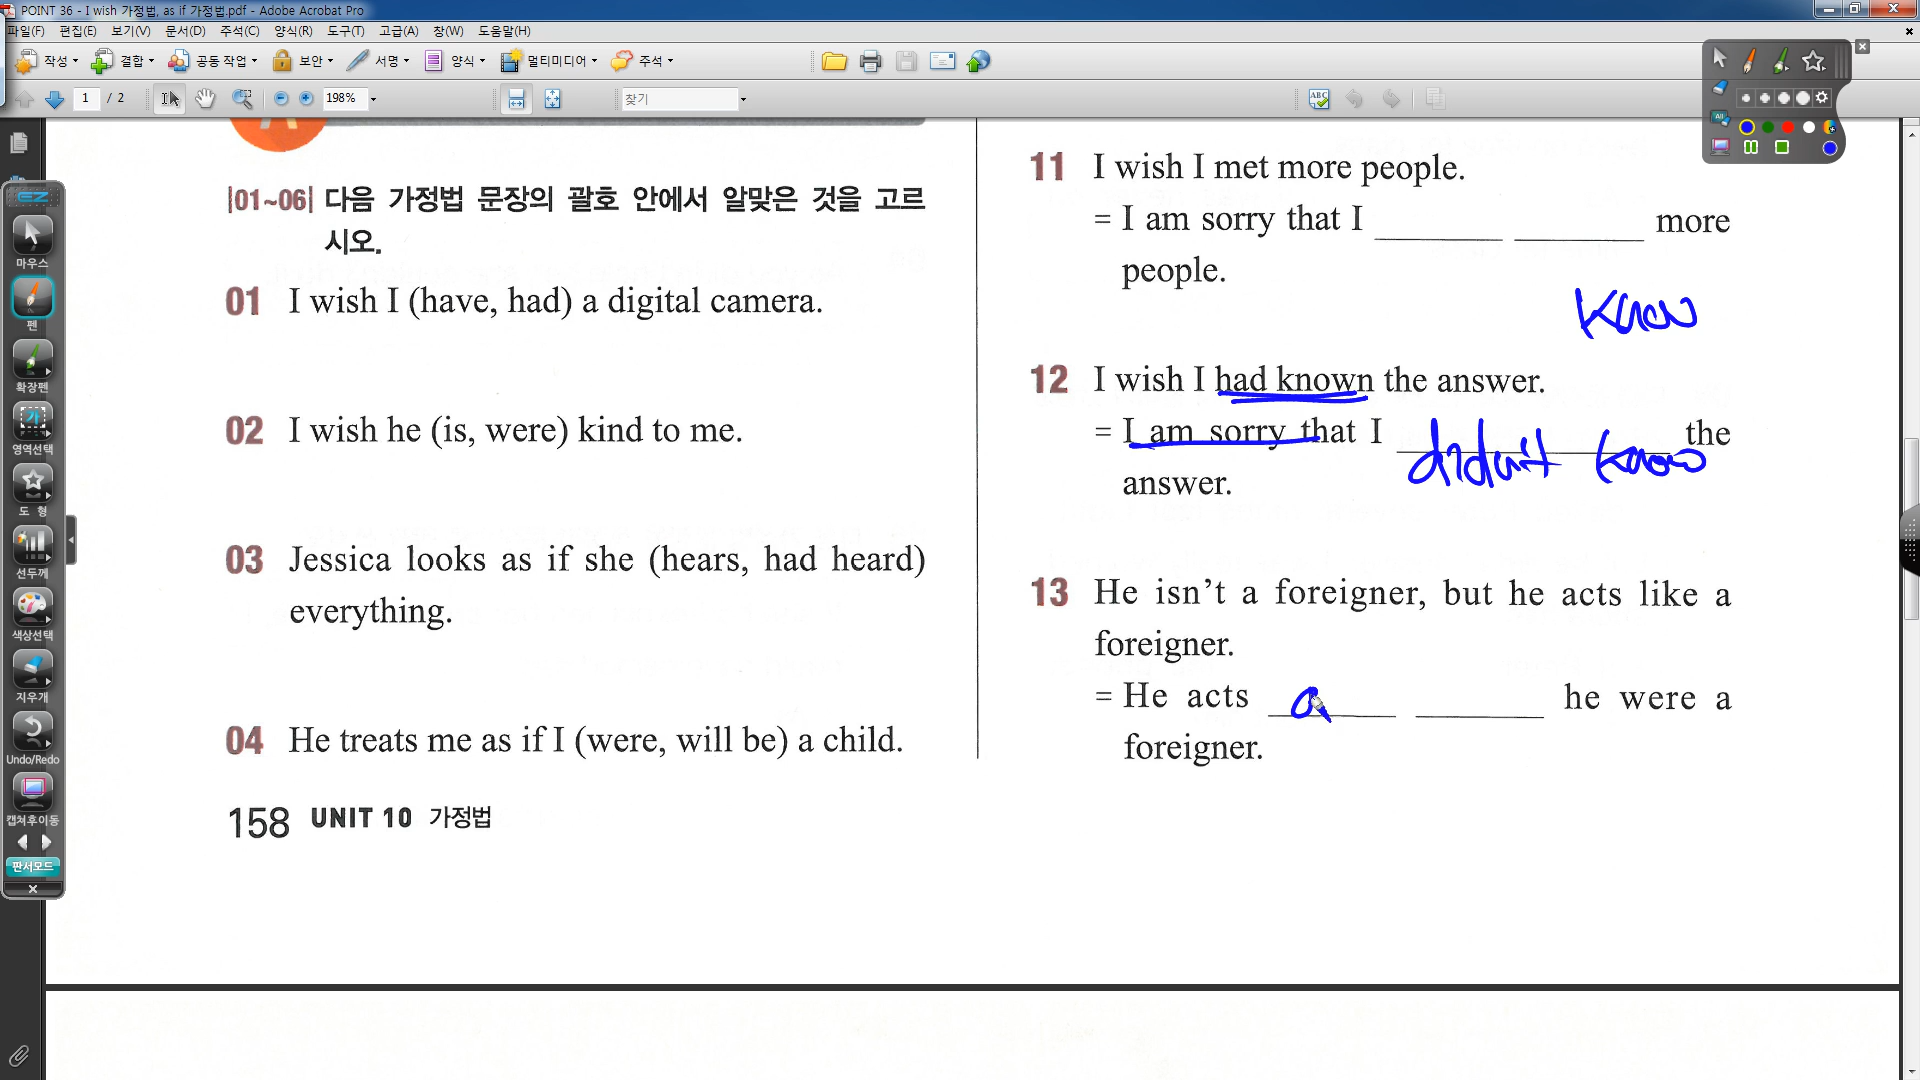 POINT 36 - I wish 가정법, as if 가정법.pdf - Adobe Acrobat Pro
파일(F) 편집(E) 보기(V) 문서(D) 주석(C) 양식(R) 도구(T) 고급(A) 창(W) 도움말(H)
작성 결합 공동 작업 보안 서명 양식 멀티미디어 주석
1 / 2 198% 찾기
EZ
마우스
펜
확장펜
영역선택
도 형
선두께
색상선택
지우개
Undo/Redo
캡쳐후이동
판서모드
|01~06| 다음 가정법 문장의 괄호 안에서 알맞은 것을 고르
시오.
01 I wish I (have, had) a digital camera.
02 I wish he (is, were) kind to me.
03 Jessica looks as if she (hears, had heard)
everything.
04 He treats me as if I (were, will be) a child.
158 UNIT 10 가정법
11 I wish I met more people.
= I am sorry that I ________ ________ more
people.
know
12 I wish I had known the answer.
= I am sorry that I didn't know the
answer.
13 He isn't a foreigner, but he acts like a
foreigner.
= He acts a ________ he were a
foreigner.